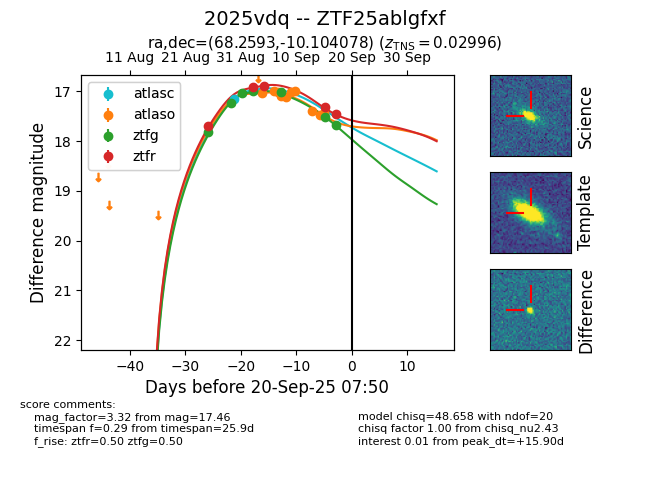 2025vdq -- ZTF25ablgfxf
ra,dec=(68.2593,-10.104078) (z_TNS = 0.02996)
11 Aug 21 Aug 31 Aug 10 Sep 20 Sep 30 Sep
atlasc
atlaso
ztfg
ztfr
17
18
19
20
21
22
Difference magnitude
−40 −30 −20 −10 0 10
Days before 20-Sep-25 07:50
Science
Template
Difference
score comments:
mag_factor=3.32 from mag=17.46
timespan f=0.29 from timespan=25.9d
f_rise: ztfr=0.50 ztfg=0.50
model chisq=48.658 with ndof=20
chisq factor 1.00 from chisq_nu2.43
interest 0.01 from peak_dt=+15.90d